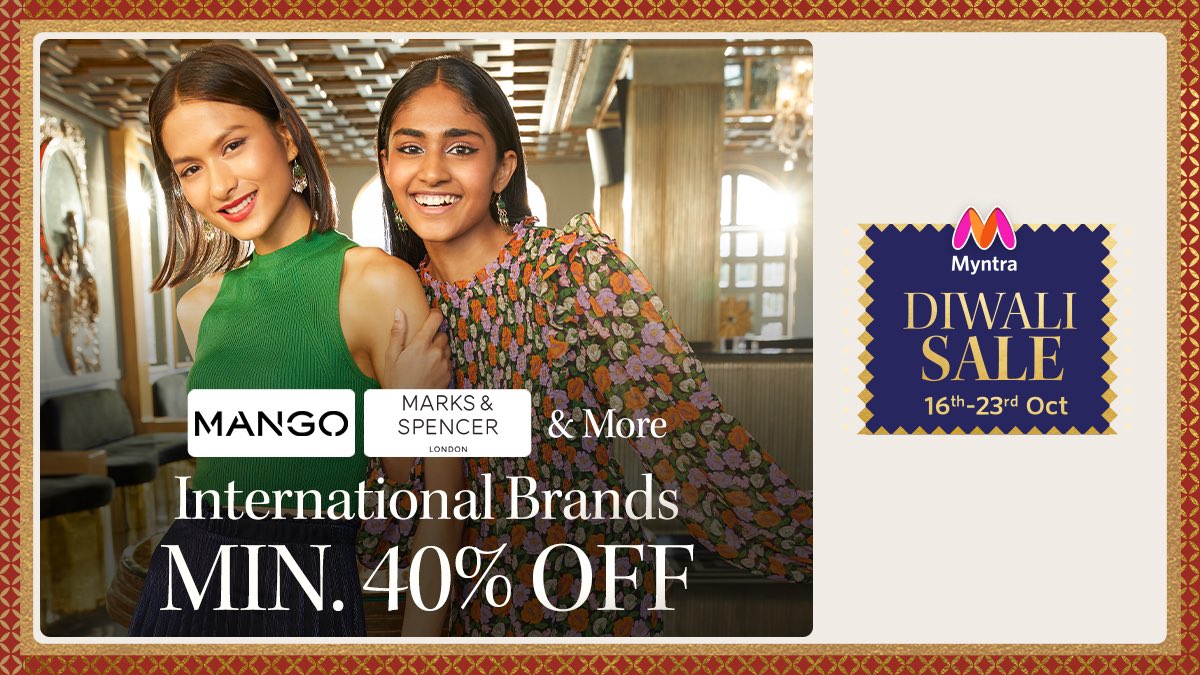 MANGO
MARKS &
SPENCER
LONDON
& More
International Brands
MIN. 40% OFF
Myntra
DIWALI
SALE
16th-23rd Oct